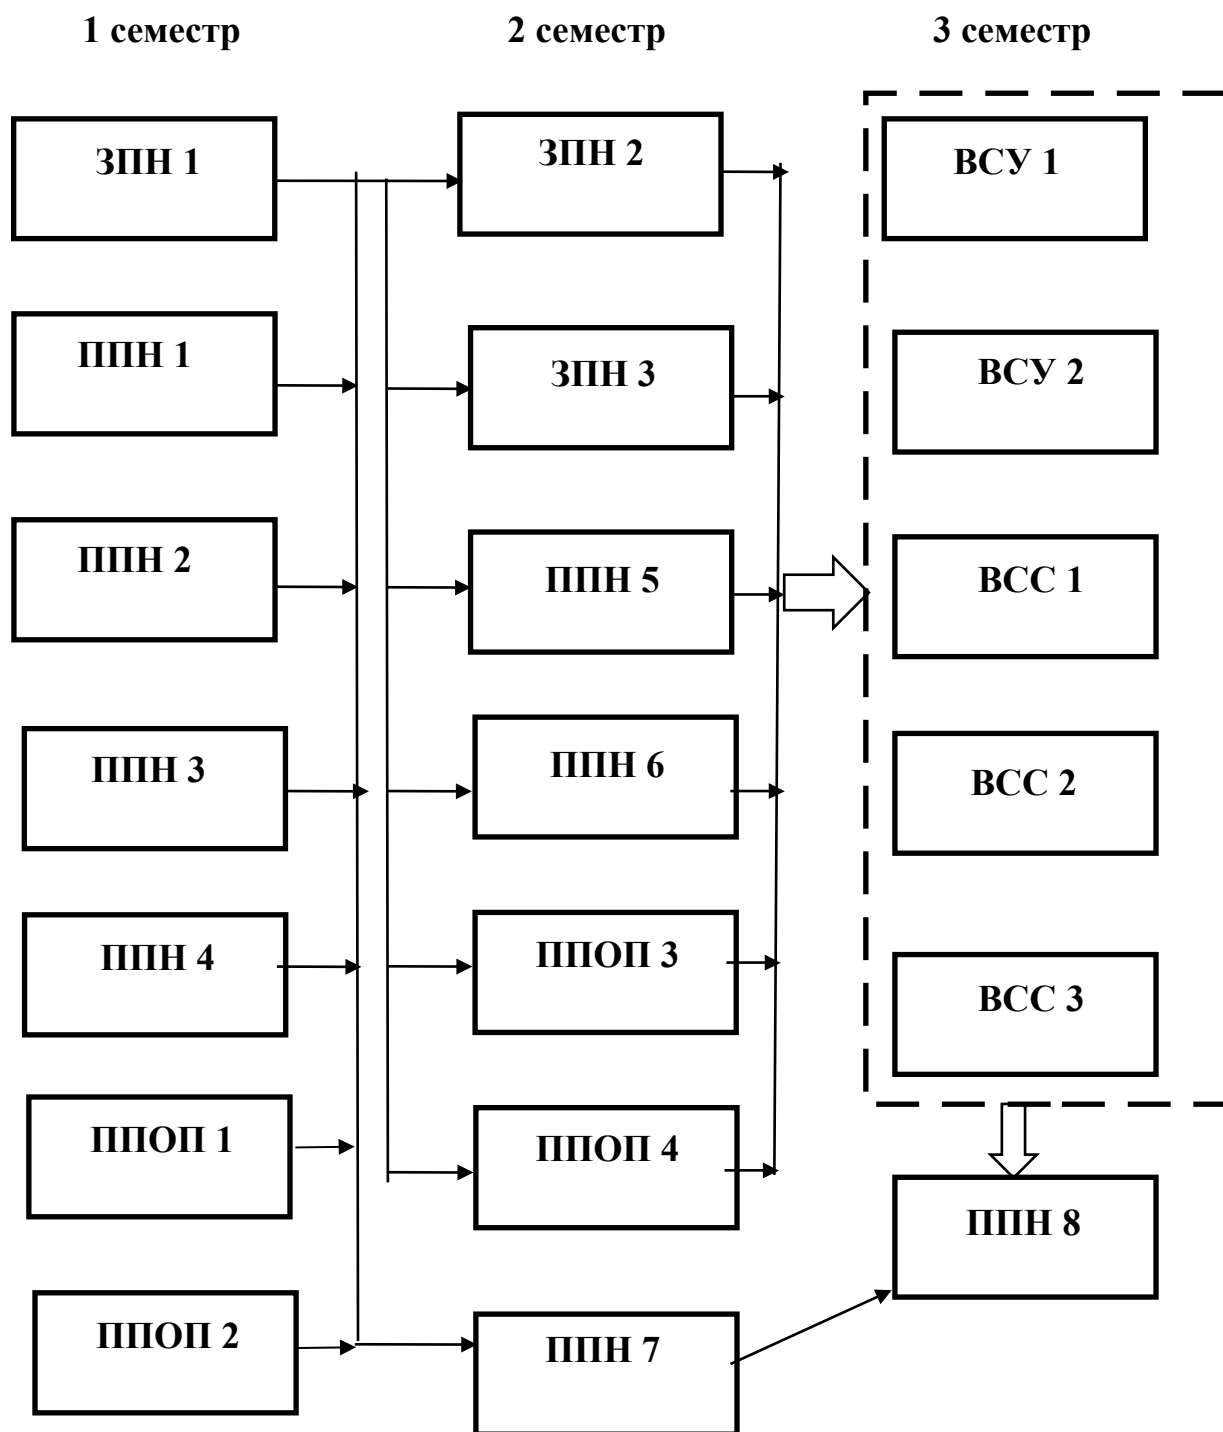 1 семестр
2 семестр
3 семестр
ЗПН 1
ЗПН 2
ВСУ 1
ППН 1
ЗПН 3
ВСУ 2
ППН 2
ППН 5
ВСС 1
ППН 3
ППН 6
ВСС 2
ППН 4
ППОП 3
ВСС 3
ППОП 1
ППОП 4
ППН 8
ППОП 2
ППН 7